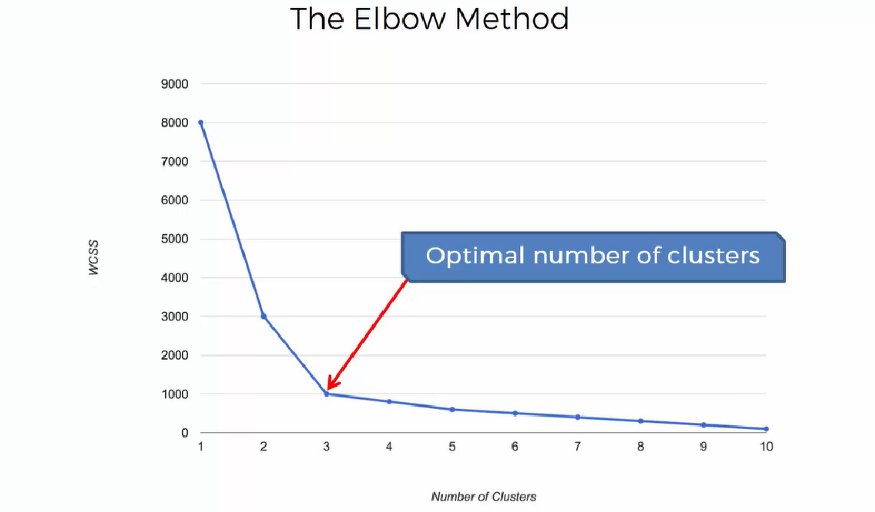 The Elbow Method
9000
8000
7000
6000
5000
4000
3000
2000
1000
0
WCSS
Optimal number of clusters
1 2 3 4 5 6 7 8 9 10
Number of Clusters